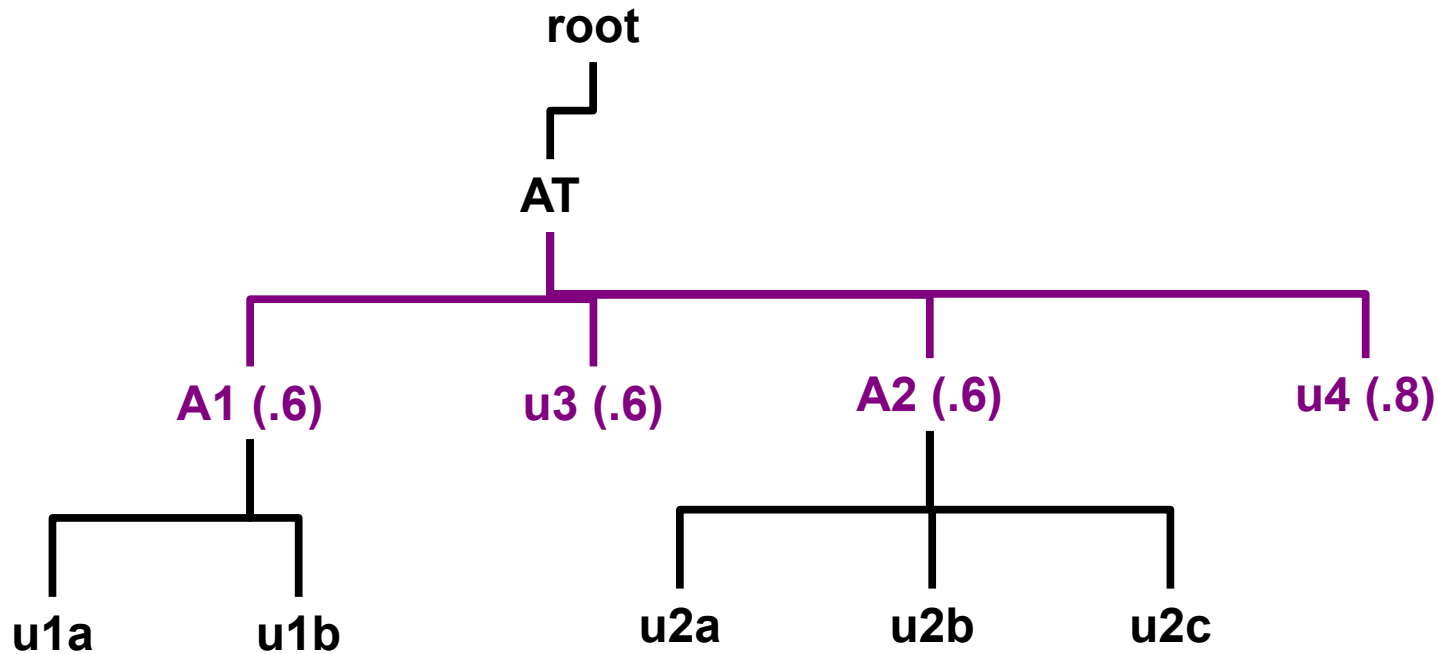 root
AT
A1 (.6)
u3 (.6)
A2 (.6)
u4 (.8)
u1a
u1b
u2a
u2b
u2c